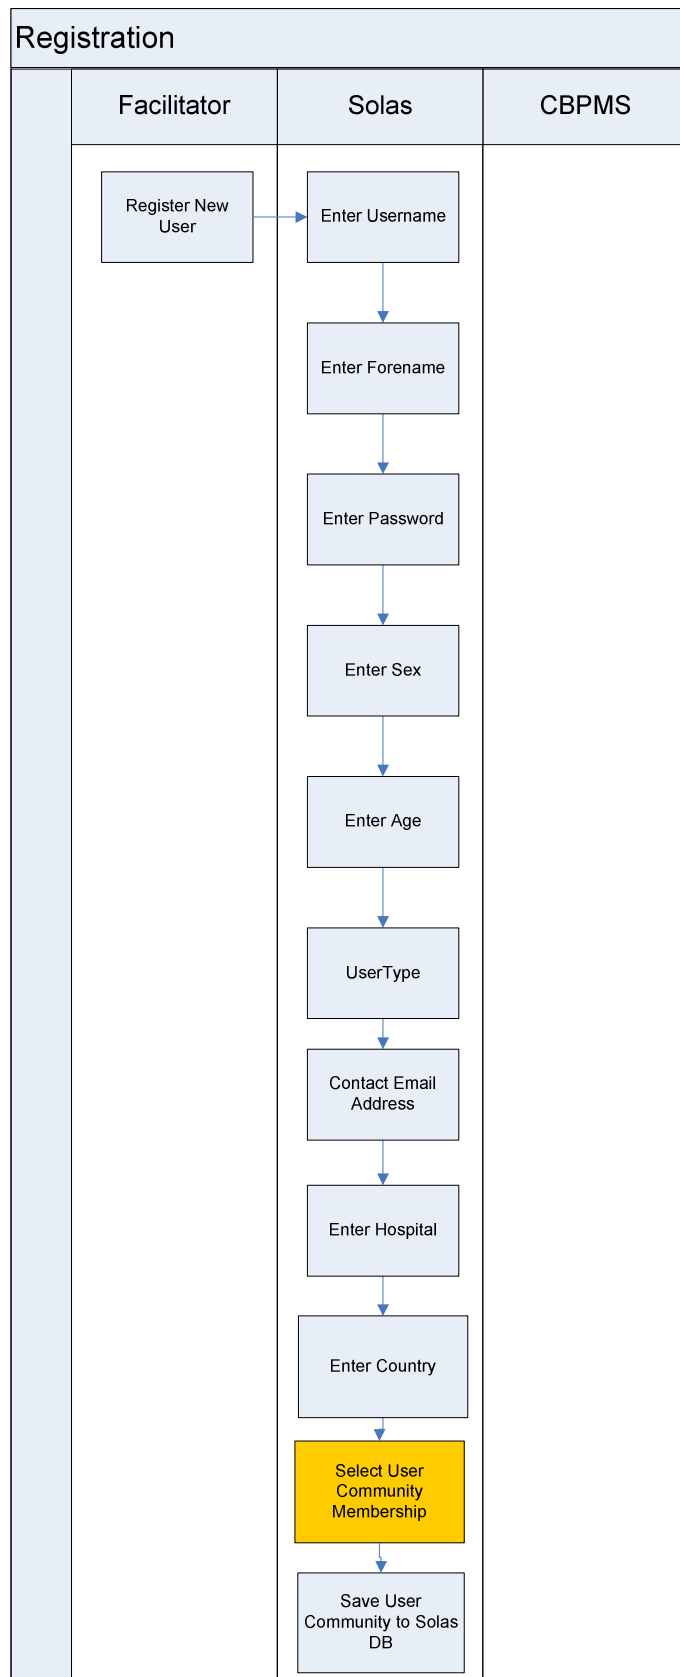 Registration
Facilitator
Solas
CBPMS
Register New
User
Enter Username
Enter Forename
Enter Password
Enter Sex
Enter Age
UserType
Contact Email
Address
Enter Hospital
Enter Country
Select User
Community
Membership
Save User
Community to Solas
DB